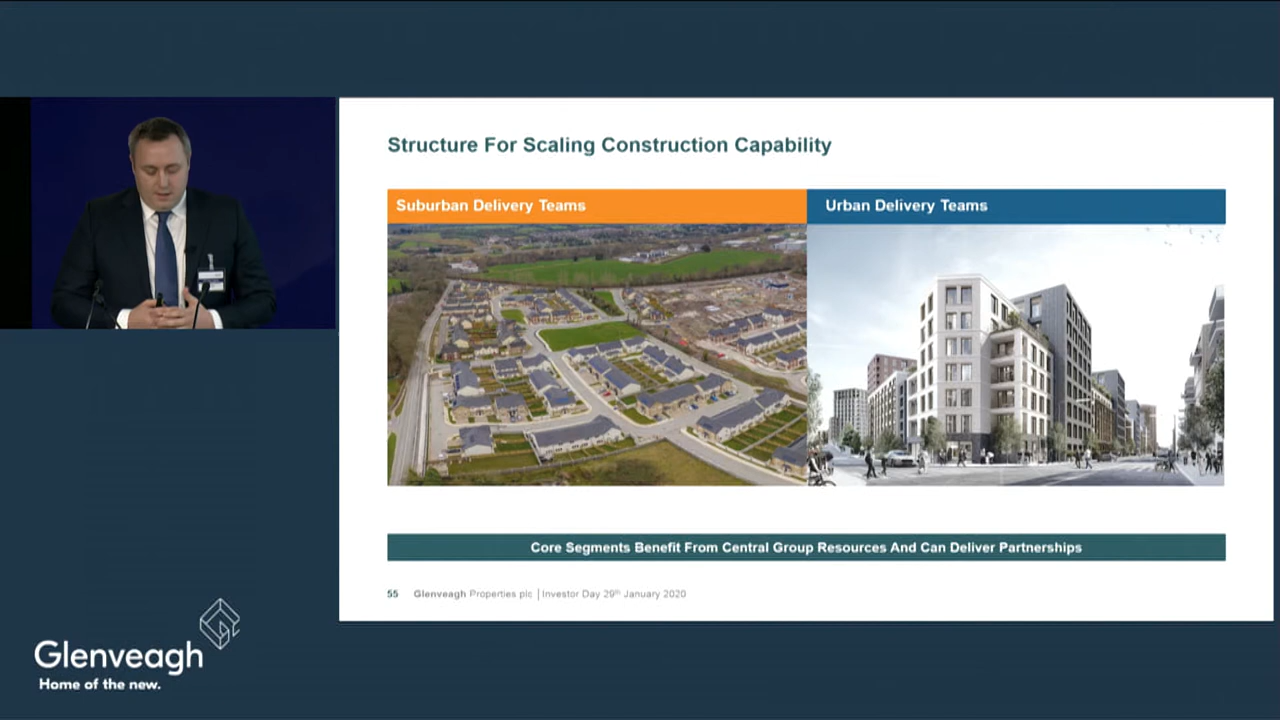 Structure For Scaling Construction Capability
Suburban Delivery Teams
Urban Delivery Teams
Core Segments Benefit From Central Group Resources And Can Deliver Partnerships
55 Glenveagh Properties plc | Investor Day 29th January 2020
Glenveagh
Home of the new.